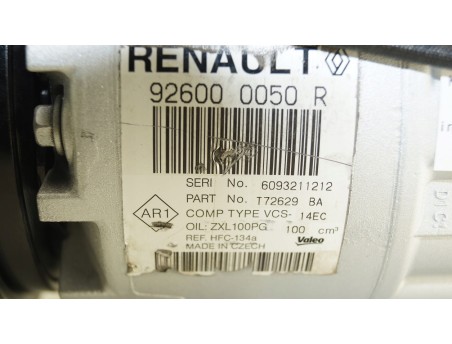 RENAULT
92600 0050 R
SERI No. 6093211212
PART No. T72629 BA
AR1
COMP TYPE VCS- 14EC
OIL: ZXL100PG 100 cm³
REF. HFC-134a
MADE IN CZECH
Valeo